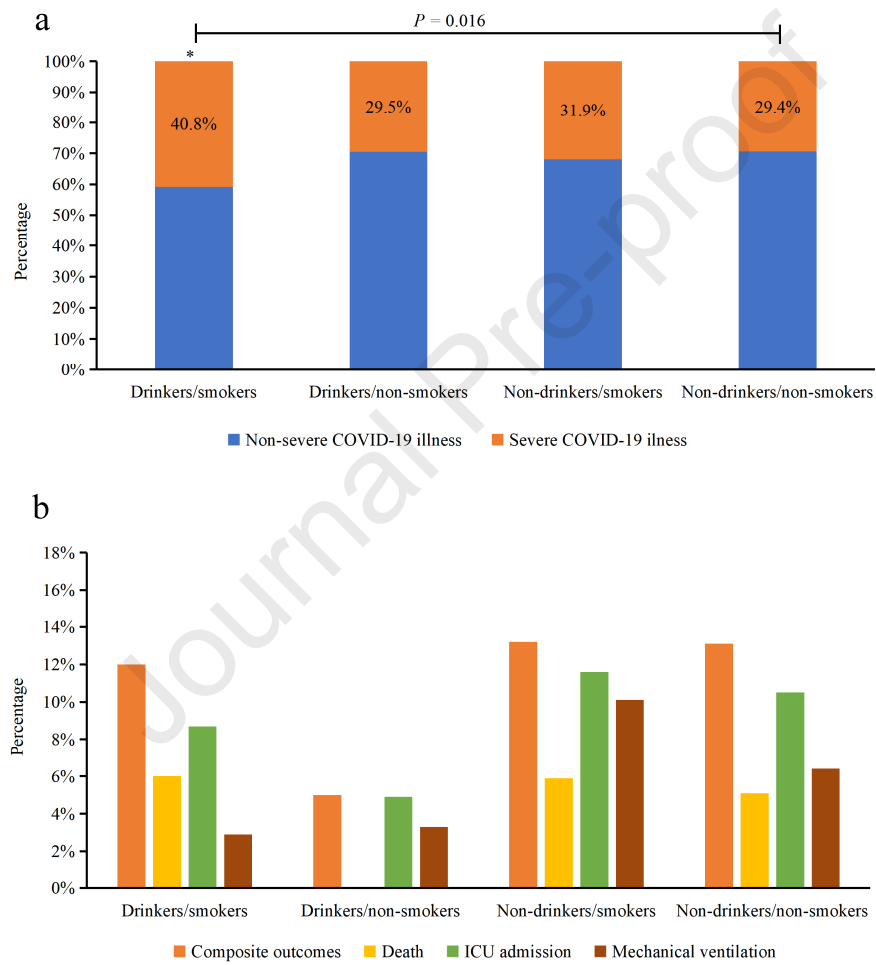 a
P = 0.016
*
100%
90%
80%
70%
60%
50%
40%
30%
20%
10%
0%
Percentage
40.8%
29.5%
31.9%
29.4%
Drinkers/smokers
Drinkers/non-smokers
Non-drinkers/smokers
Non-drinkers/non-smokers
Non-severe COVID-19 illness
Severe COVID-19 ilness
b
18%
16%
14%
12%
10%
8%
6%
4%
2%
0%
Percentage
Drinkers/smokers
Drinkers/non-smokers
Non-drinkers/smokers
Non-drinkers/non-smokers
Composite outcomes
Death
ICU admission
Mechanical ventilation
Journal Pre-proof